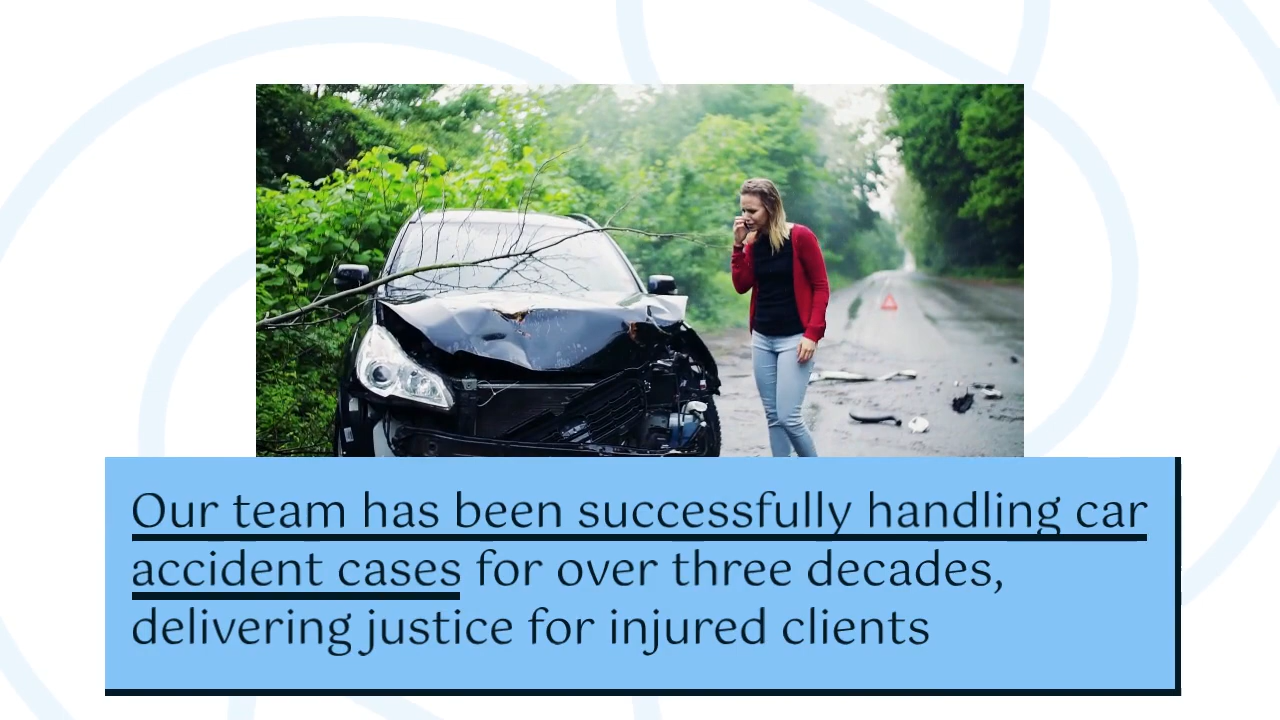 Our team has been successfully handling car
accident cases for over three decades,
delivering justice for injured clients